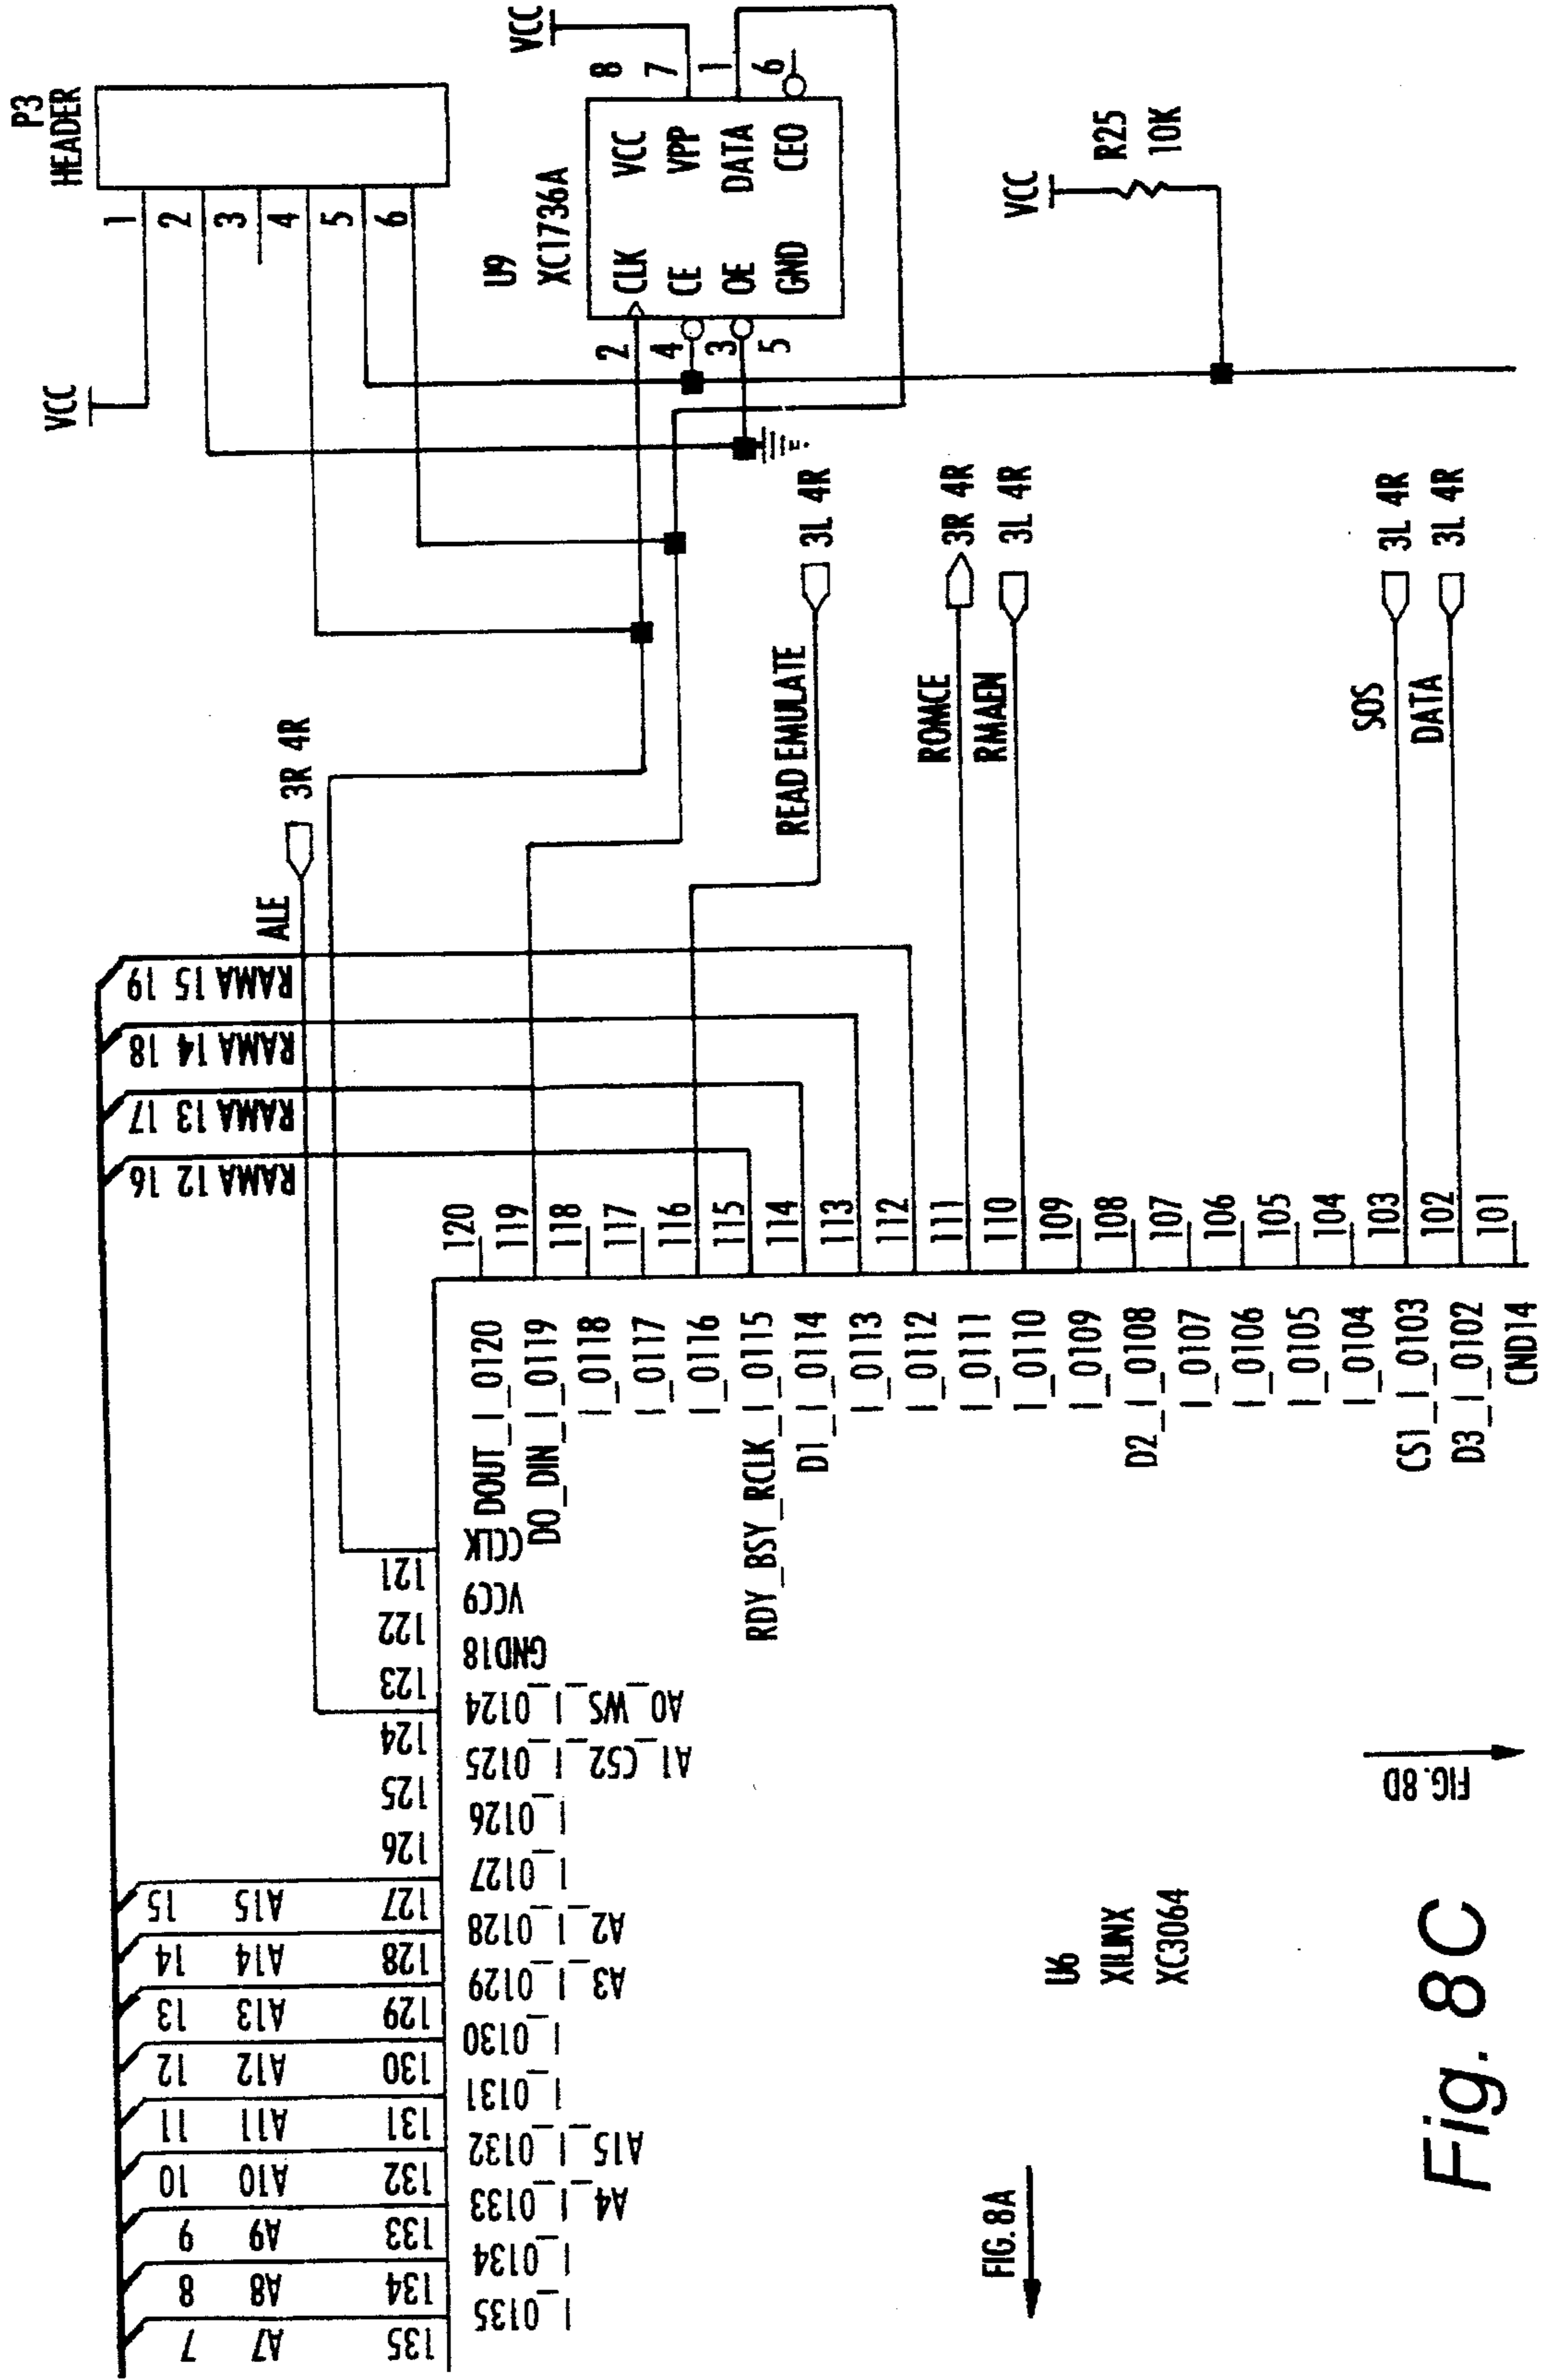 P3
HEADER
1
2
3
4
5
6
VCC
U9
XC1736A
VCC
8
7
1
6
CLK VCC
CE VPP
OE DATA
GND CEO
2
4
3
5
VCC
R25
10K
ALE
3R 4R
READ EMULATE
3L 4R
ROMCE
3R 4R
RMAEN
3L 4R
SOS
3L 4R
DATA
3L 4R
RAMA 15 19
RAMA 14 18
RAMA 13 17
RAMA 12 16
120
119
118
117
116
115
114
113
112
111
110
109
108
107
106
105
104
103
102
101
DOUT_I_0120
DO_DIN_I_0119
I_0118
I_0117
I_0116
RDY_BSY_RCLK_I_0115
D1_I_0114
I_0113
I_0112
I_0111
I_0110
I_0109
D2_I_0108
I_0107
I_0106
I_0105
I_0104
CS1_I_0103
D3_I_0102
CND14
121
122
123
124
125
126
127
128
129
130
131
132
133
134
135
CCLK
VCC9
GND18
A0_WS_I_0124
A1_CS2_I_0125
I_0126
I_0127
A2_I_0128
A3_I_0129
I_0130
I_0131
A15_I_0132
A4_I_0133
I_0134
I_0135
A15 15
A14 14
A13 13
A12 12
A11 11
A10 10
A9 9
A8 8
A7 7
U6
XILINX
XC3064
FIG. 8A
FIG. 8D
Fig. 8C